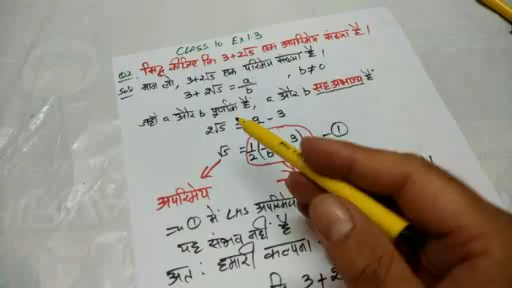 CLASS 10 EX 1.3
Q2. सिद्ध कीजिए कि 3+2√5 एक अपरिमेय संख्या है।
Sol: मान लो, 3+2√5 एक परिमेय संख्या है।
3+2√5 = a/b , b≠0
जहाँ a और b पूर्णांक है, a और b सह अभाज्य है
2√5 = a - 3
√5 = 1/2 ( - 3) - ①
अपरिमेय
⇒ ① में LHS अपरिमेय
यह संभव नहीं है
अतः हमारी कल्पना
कि 3+2